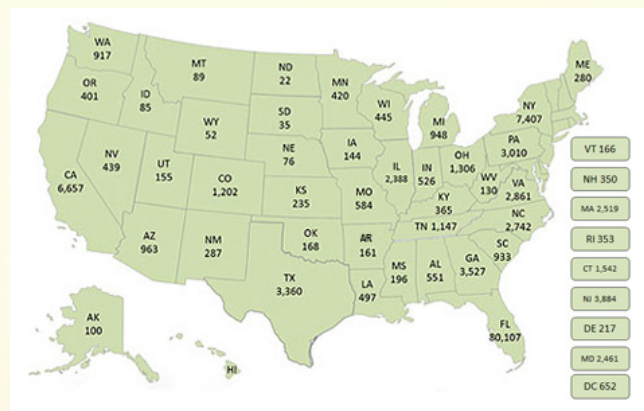 WA
917
OR
401
ID
85
MT
89
ND
22
MN
420
WI
445
MI
948
ME
280
NY
7,407
SD
35
WY
52
NE
76
IA
144
IL
2,388
IN
526
OH
1,306
PA
3,010
WV
130
VA
2,861
CA
6,657
NV
439
UT
155
CO
1,202
KS
235
MO
584
KY
365
NC
2,742
TN 1,147
SC
933
AZ
963
NM
287
OK
168
AR
161
TX
3,360
LA
497
MS
196
AL
551
GA
3,527
FL
80,107
AK
100
HI
VT 166
NH 350
MA 2,519
RI 353
CT 1,542
NJ 3,884
DE 217
MD 2,461
DC 652